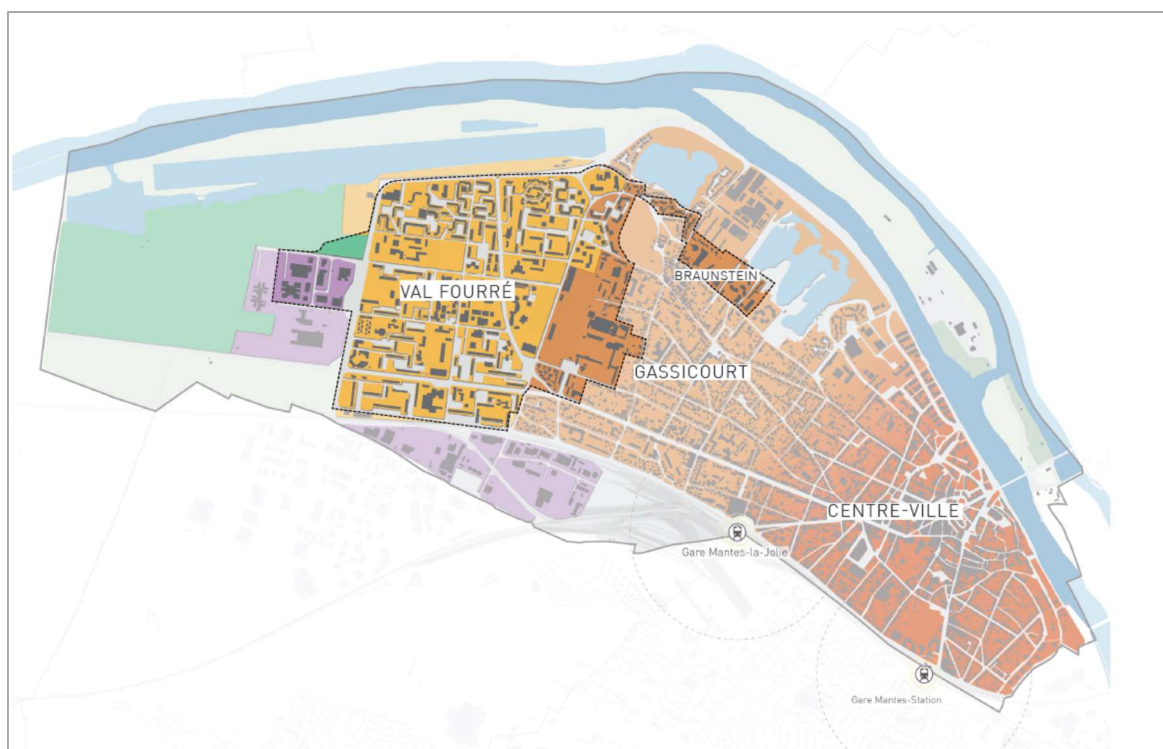 BRAUNSTEIN
VAL FOURRÉ
GASSICOURT
CENTRE-VILLE
Gare Mantes-la-Jolie
Gare Mantes-Station